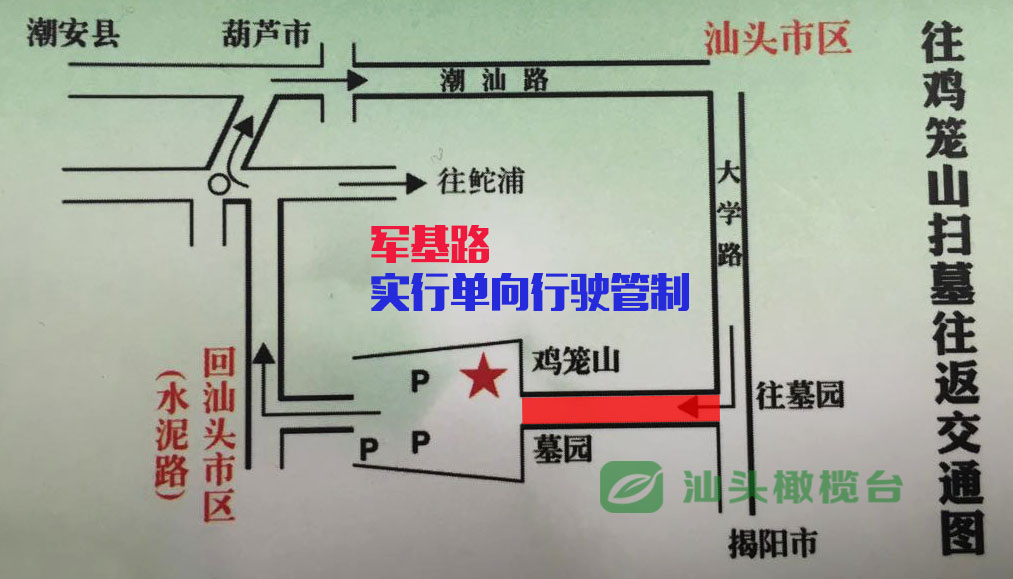 往鸡笼山扫墓往返交通图
潮安县
葫芦市
汕头市区
潮汕路
往鮀浦
大学路
军基路
实行单向行驶管制
鸡笼山
P
往墓园
P
P
墓园
回汕头市区
(水泥路)
汕头橄榄台
揭阳市